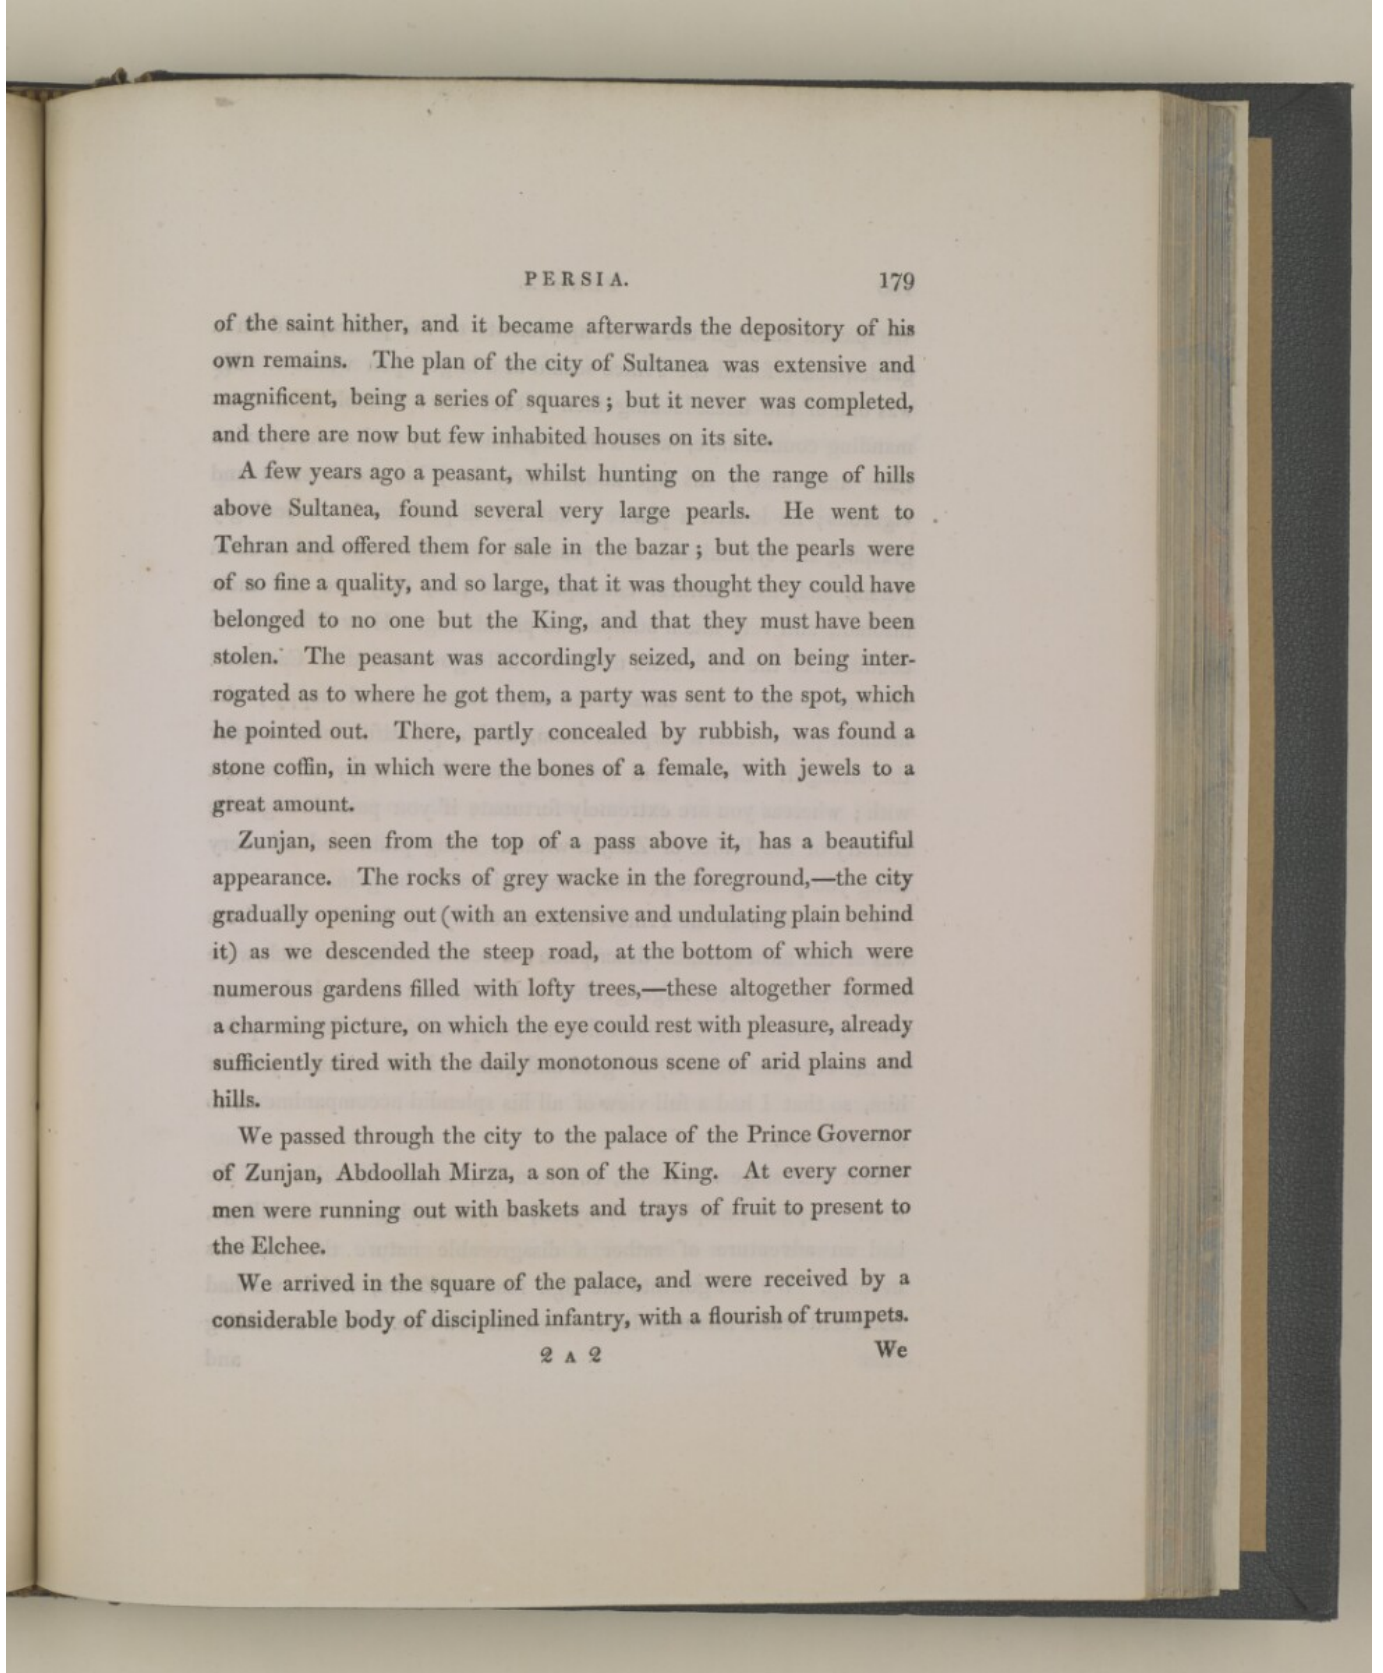 PERSIA. 179
of the saint hither, and it became afterwards the depository of his
own remains. The plan of the city of Sultanea was extensive and
magnificent, being a series of squares ; but it never was completed,
and there are now but few inhabited houses on its site.
A few years ago a peasant, whilst hunting on the range of hills
above Sultanea, found several very large pearls. He went to
Tehran and offered them for sale in the bazar ; but the pearls were
of so fine a quality, and so large, that it was thought they could have
belonged to no one but the King, and that they must have been
stolen. The peasant was accordingly seized, and on being inter-
rogated as to where he got them, a party was sent to the spot, which
he pointed out. There, partly concealed by rubbish, was found a
stone coffin, in which were the bones of a female, with jewels to a
great amount.
Zunjan, seen from the top of a pass above it, has a beautiful
appearance. The rocks of grey wacke in the foreground,—the city
gradually opening out (with an extensive and undulating plain behind
it) as we descended the steep road, at the bottom of which were
numerous gardens filled with lofty trees,—these altogether formed
a charming picture, on which the eye could rest with pleasure, already
sufficiently tired with the daily monotonous scene of arid plains and
hills.
We passed through the city to the palace of the Prince Governor
of Zunjan, Abdoollah Mirza, a son of the King. At every corner
men were running out with baskets and trays of fruit to present to
the Elchee.
We arrived in the square of the palace, and were received by a
considerable body of disciplined infantry, with a flourish of trumpets.
2 A 2 We